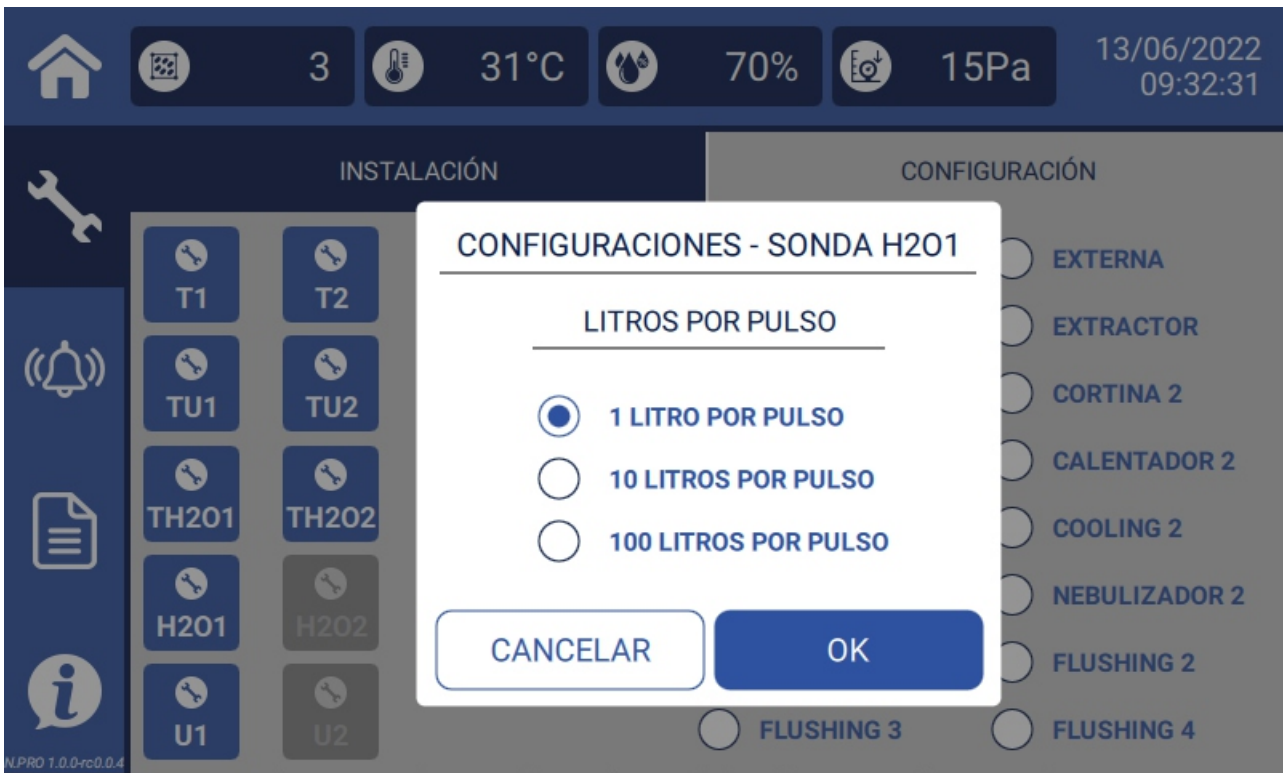 3
31°C
70%
15Pa
13/06/2022
09:32:31
INSTALACIÓN
CONFIGURACIÓN
T1
T2
TU1
TU2
TH2O1
TH2O2
H2O1
H2O2
U1
U2
CONFIGURACIONES - SONDA H2O1
LITROS POR PULSO
1 LITRO POR PULSO
10 LITROS POR PULSO
100 LITROS POR PULSO
CANCELAR
OK
EXTERNA
EXTRACTOR
CORTINA 2
CALENTADOR 2
COOLING 2
NEBULIZADOR 2
FLUSHING 2
FLUSHING 3
FLUSHING 4
N.PRO 1.0.0-rc0.0.4